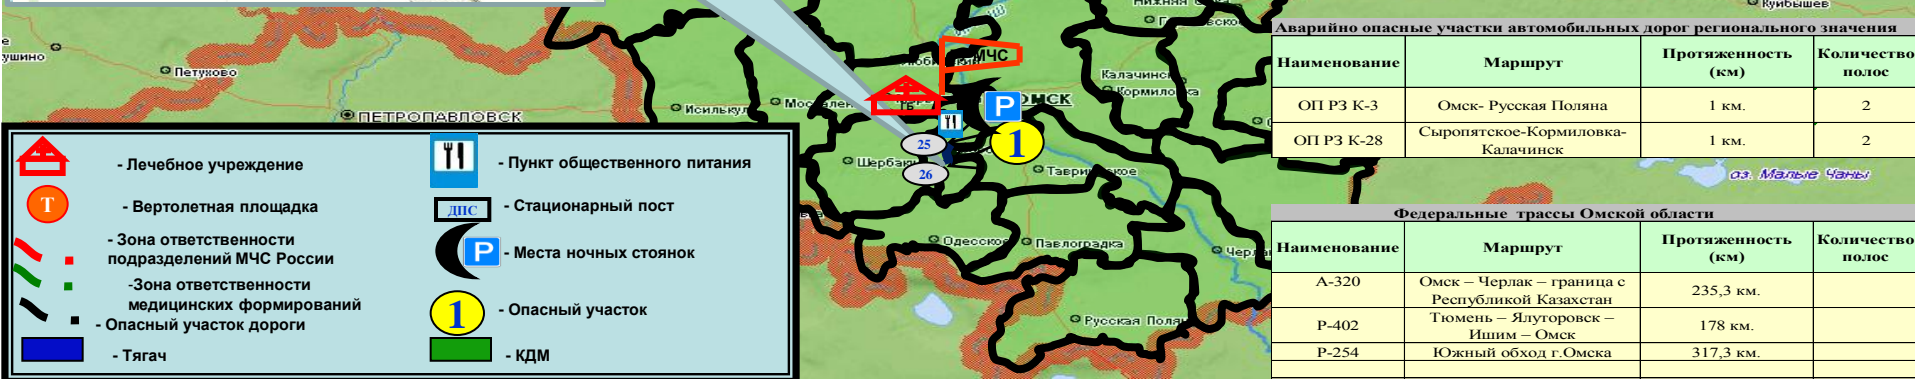 Куйбышев
ушино
Петухово
ПЕТРОПАВЛОВСК
Исилькуль
МЧС
Калачинск
Кормиловка
ОМСК
P
1
25
26
Щербаку
Таврическое
Одесское
Павлоградка
Черла
Русская Поляна
оз. Малые Чаны
- Лечебное учреждение
Т
- Вертолетная площадка
- Зона ответственности
подразделений МЧС России
-Зона ответственности
медицинских формирований
- Опасный участок дороги
- Тягач
- Пункт общественного питания
ДПС
- Стационарный пост
P
- Места ночных стоянок
1
- Опасный участок
- КДМ
Аварийно опасные участки автомобильных дорог регионального значения
Наименование Маршрут Протяженность (км) Количество полос
ОП РЗ К-3 Омск- Русская Поляна 1 км. 2
ОП РЗ К-28 Сыропятское-Кормиловка-Калачинск 1 км. 2
Федеральные трассы Омской области
Наименование Маршрут Протяженность (км) Количество полос
А-320 Омск – Черлак – граница с Республикой Казахстан 235,3 км.
Р-402 Тюмень – Ялуторовск – Ишим – Омск 178 км.
Р-254 Южный обход г.Омска 317,3 км.